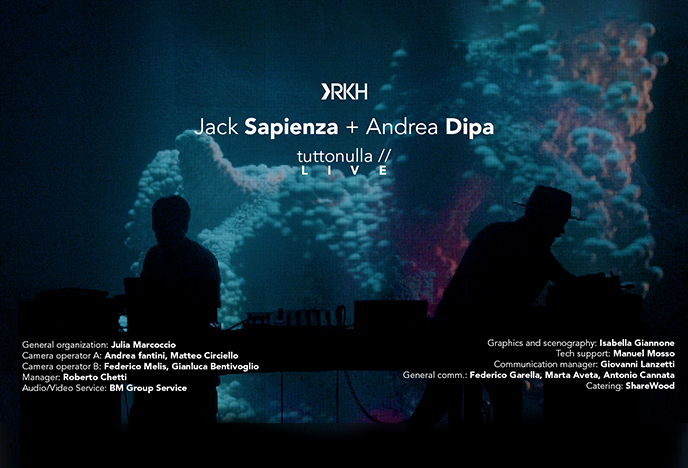 RKH
Jack Sapienza + Andrea Dipa
tuttonulla //
LIVE
General organization: Julia Marcoccio
Camera operator A: Andrea fantini, Matteo Circiello
Camera operator B: Federico Melis, Gianluca Bentivoglio
Manager: Roberto Chetti
Audio/Video Service: BM Group Service
Graphics and scenography: Isabella Giannone
Tech support: Manuel Mosso
Communication manager: Giovanni Lanzetti
General comm.: Federico Garella, Marta Aveta, Antonio Cannata
Catering: ShareWood